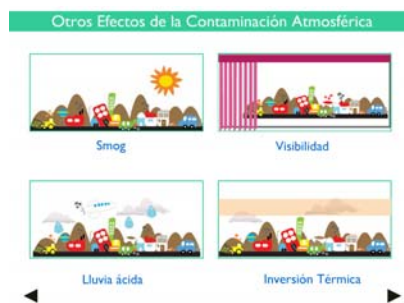 Otros Efectos de la Contaminación Atmosférica
Smog
Visibilidad
Lluvia ácida
Inversión Térmica